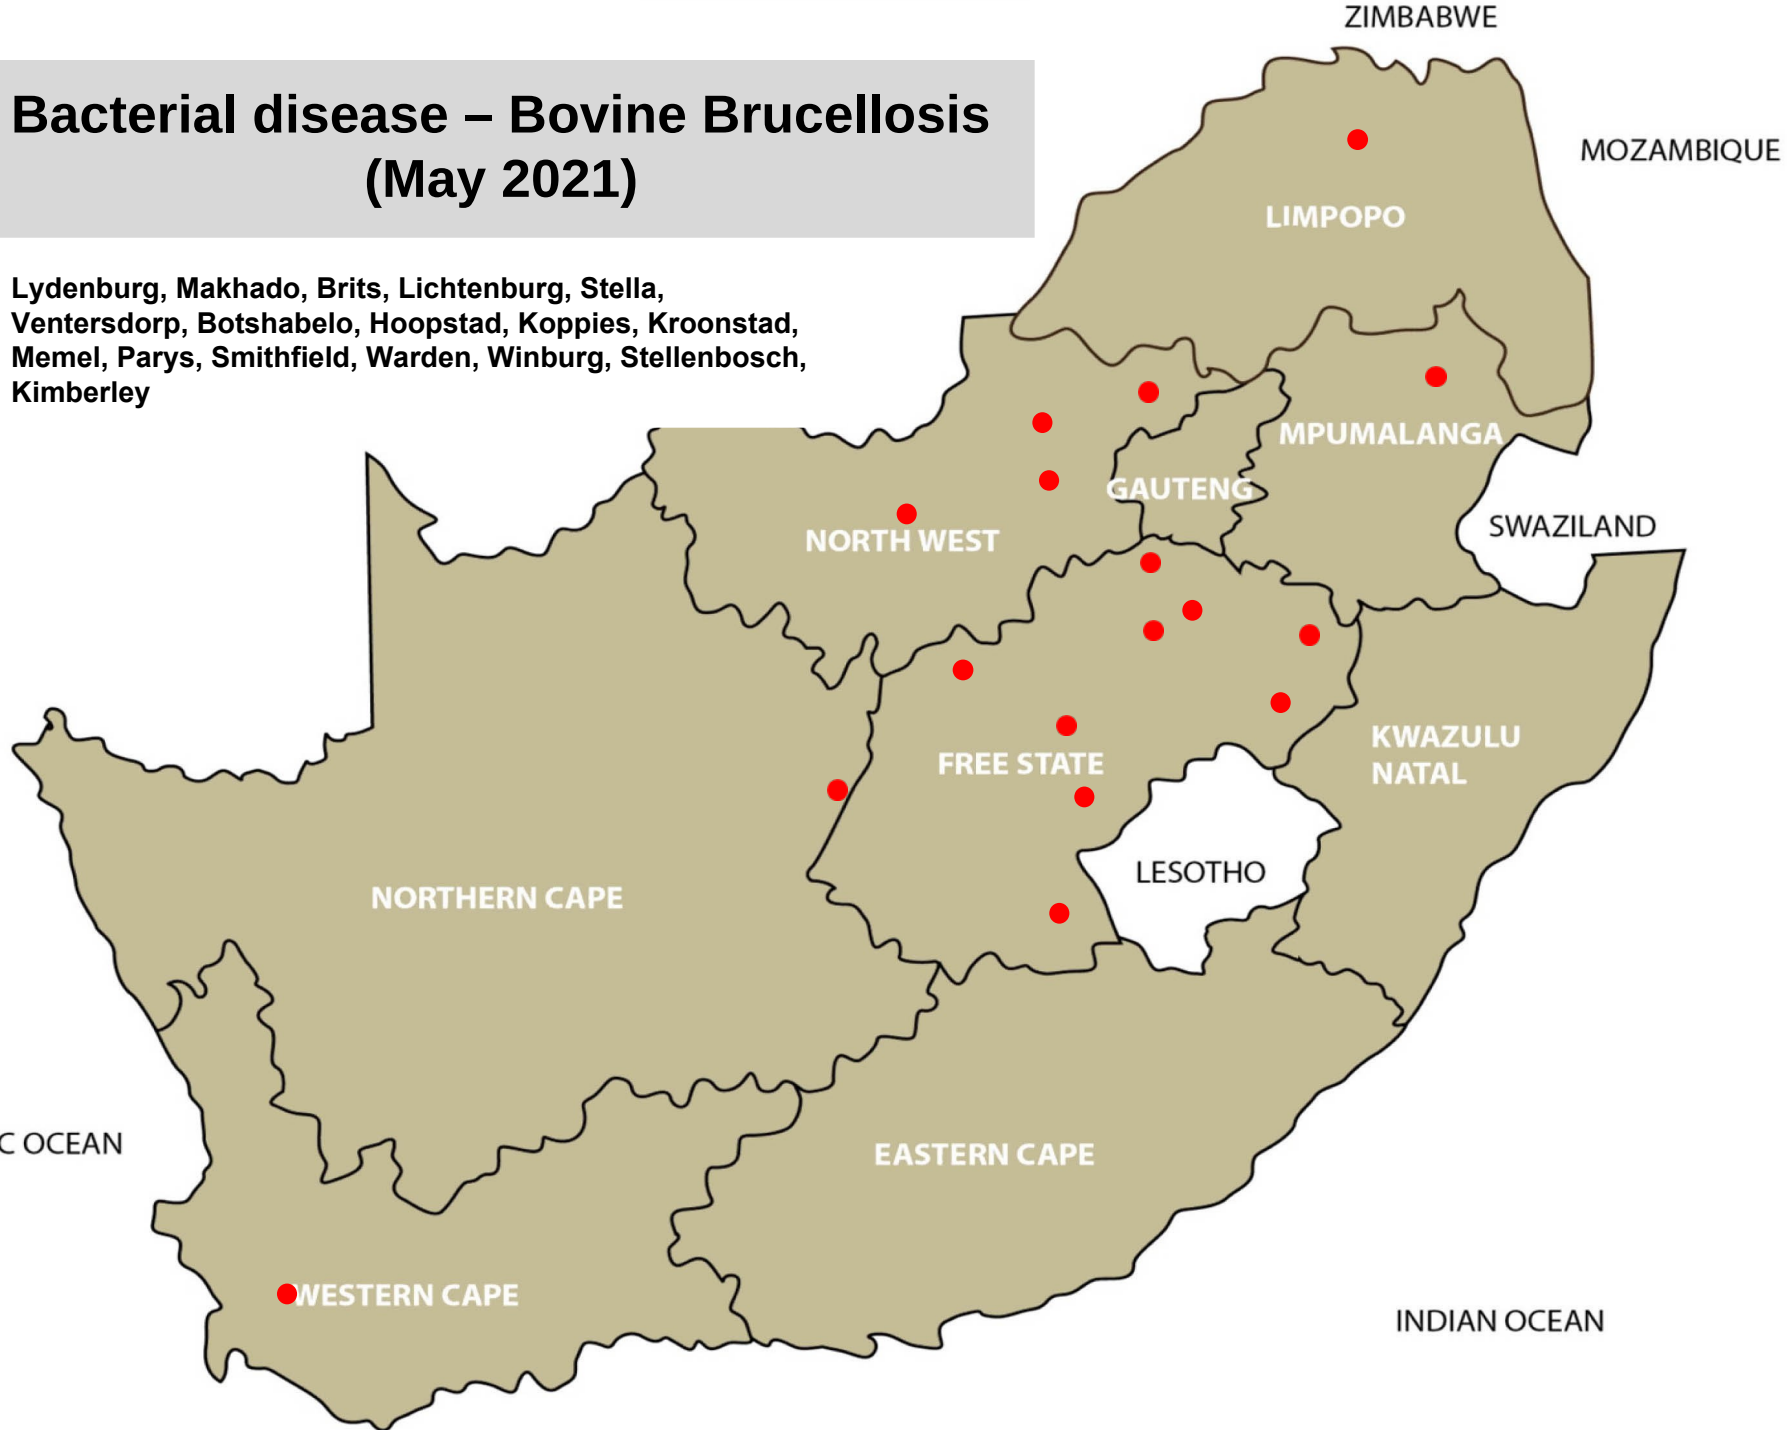 ZIMBABWE
Bacterial disease – Bovine Brucellosis
(May 2021)
MOZAMBIQUE
LIMPOPO
Lydenburg, Makhado, Brits, Lichtenburg, Stella,
Ventersdorp, Botshabelo, Hoopstad, Koppies, Kroonstad,
Memel, Parys, Smithfield, Warden, Winburg, Stellenbosch,
Kimberley
MPUMALANGA
GAUTENG
SWAZILAND
NORTH WEST
KWAZULU
NATAL
FREE STATE
LESOTHO
NORTHERN CAPE
C OCEAN
EASTERN CAPE
WESTERN CAPE
INDIAN OCEAN